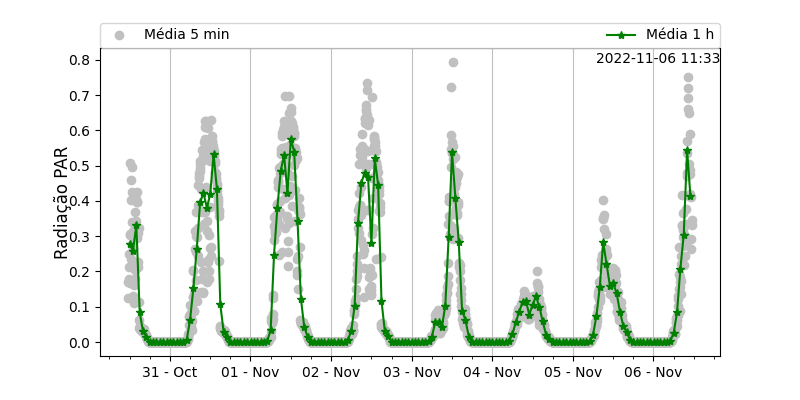 Média 5 min
Média 1 h
2022-11-06 11:33
Radiação PAR
0.8
0.7
0.6
0.5
0.4
0.3
0.2
0.1
0.0
31 - Oct
01 - Nov
02 - Nov
03 - Nov
04 - Nov
05 - Nov
06 - Nov